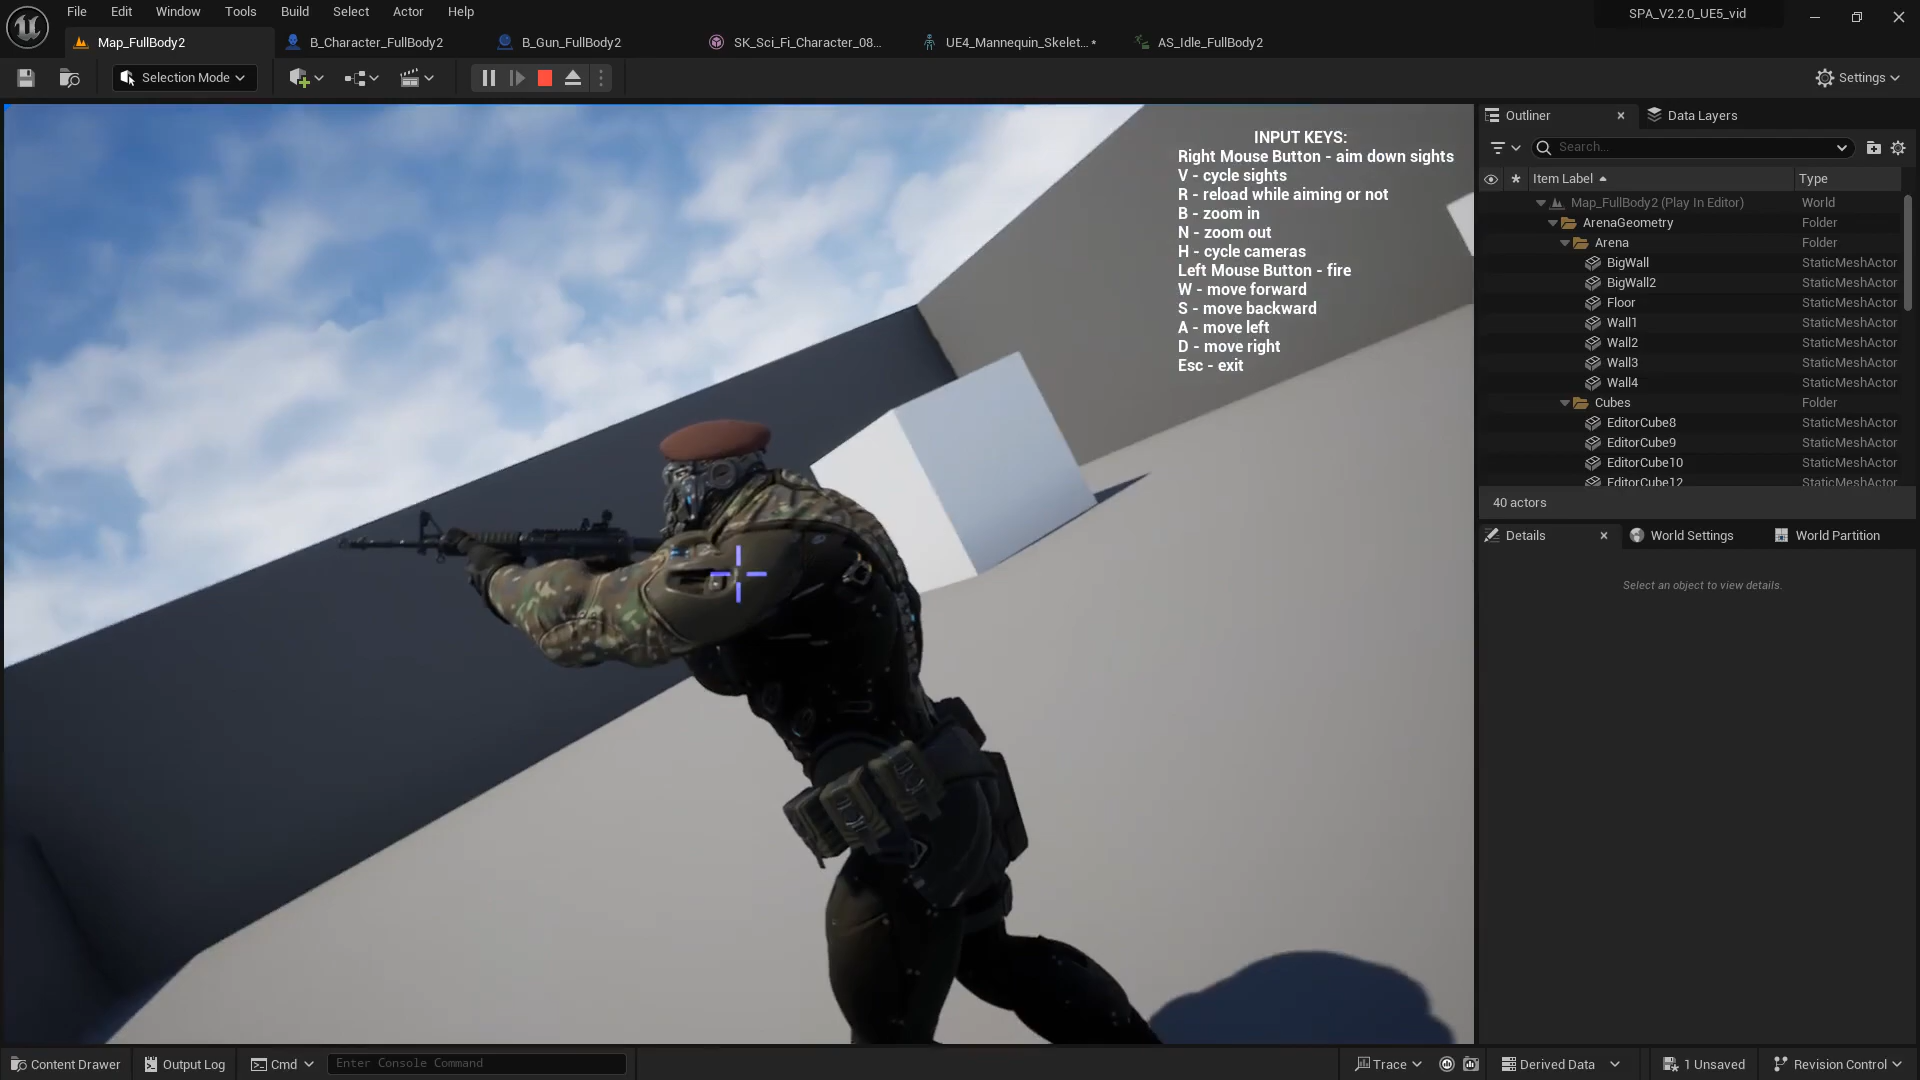 File Edit Window Tools Build Select Actor Help
SPA_V2.2.0_UE5_vid
Map_FullBody2
B_Character_FullBody2
B_Gun_FullBody2
SK_Sci_Fi_Character_08...
UE4_Mannequin_Skelet... *
AS_Idle_FullBody2
Selection Mode
Settings
INPUT KEYS:
Right Mouse Button - aim down sights
V - cycle sights
R - reload while aiming or not
B - zoom in
N - zoom out
H - cycle cameras
Left Mouse Button - fire
W - move forward
S - move backward
A - move left
D - move right
Esc - exit
Outliner
Data Layers
Search...
Item Label Type
Map_FullBody2 (Play In Editor) World
ArenaGeometry Folder
Arena Folder
BigWall StaticMeshActor
BigWall2 StaticMeshActor
Floor StaticMeshActor
Wall1 StaticMeshActor
Wall2 StaticMeshActor
Wall3 StaticMeshActor
Wall4 StaticMeshActor
Cubes Folder
EditorCube8 StaticMeshActor
EditorCube9 StaticMeshActor
EditorCube10 StaticMeshActor
EditorCube12 StaticMeshActor
40 actors
Details
World Settings
World Partition
Select an object to view details.
Content Drawer
Output Log
Cmd
Enter Console Command
Trace
Derived Data
1 Unsaved
Revision Control